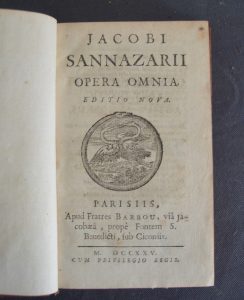 JACOBI
SANNAZARII
OPERA OMNIA.
EDITIO NOVA.
PARISIIS,
Apud Fratres BARBOU, viâ Ja-
cobæâ, propè Fontem S.
Benedicti, sub Ciconiis.
M. DCCXXV.
CUM PRIVILEGIO REGIS.